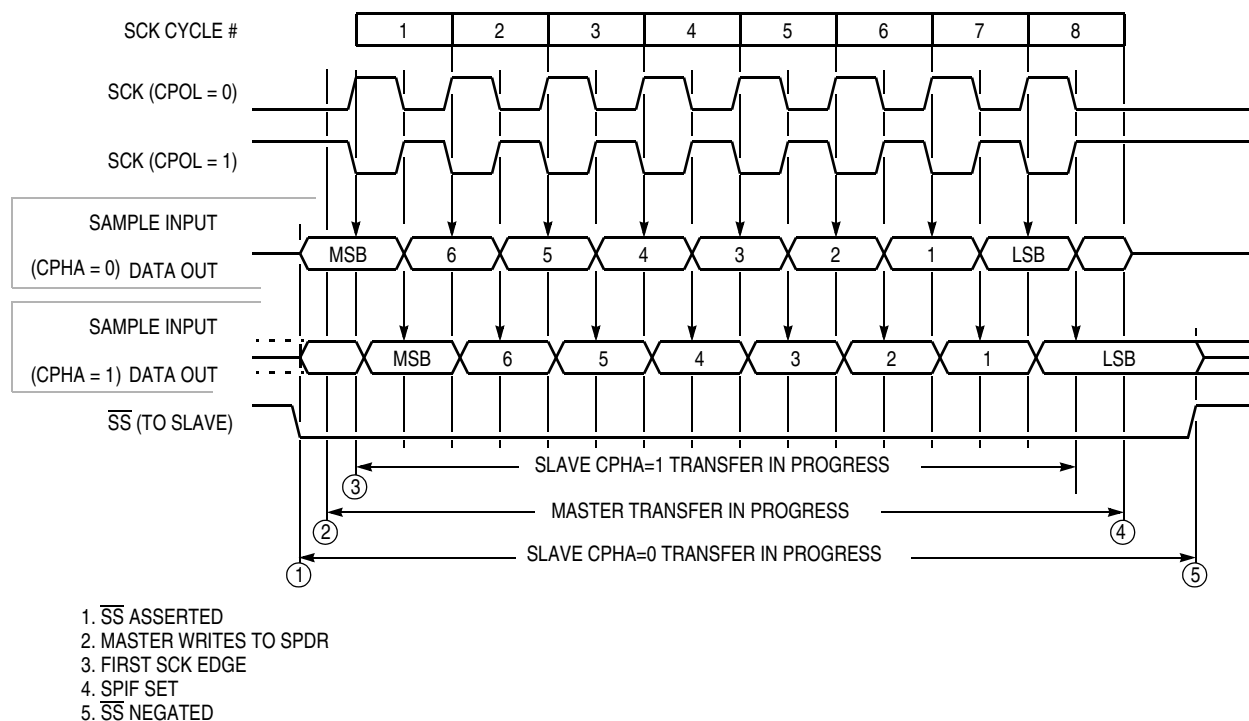 SCK CYCLE # 1 2 3 4 5 6 7 8
SCK (CPOL = 0)
SCK (CPOL = 1)
SAMPLE INPUT
MSB 6 5 4 3 2 1 LSB
(CPHA = 0) DATA OUT
SAMPLE INPUT
MSB 6 5 4 3 2 1 LSB
(CPHA = 1) DATA OUT
S̅S̅ (TO SLAVE)
SLAVE CPHA=1 TRANSFER IN PROGRESS
3
MASTER TRANSFER IN PROGRESS
2 4
SLAVE CPHA=0 TRANSFER IN PROGRESS
1 5
1. S̅S̅ ASSERTED
2. MASTER WRITES TO SPDR
3. FIRST SCK EDGE
4. SPIF SET
5. S̅S̅ NEGATED